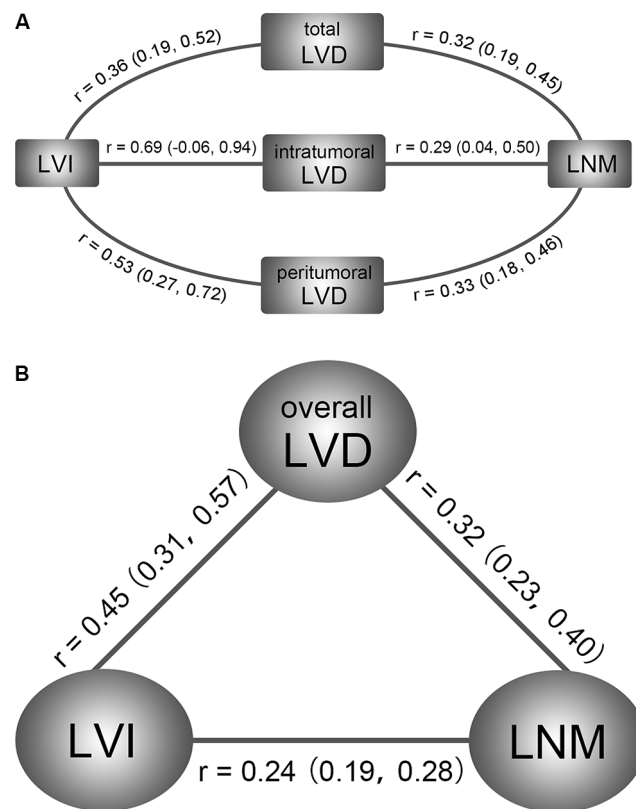 A
total
LVD
r = 0.36 (0.19, 0.52)
r = 0.32 (0.19, 0.45)
LVI
r = 0.69 (-0.06, 0.94)
intratumoral
LVD
r = 0.29 (0.04, 0.50)
LNM
r = 0.53 (0.27, 0.72)
peritumoral
LVD
r = 0.33 (0.18, 0.46)
B
overall
LVD
r = 0.45 (0.31, 0.57)
r = 0.32 (0.23, 0.40)
LVI
LNM
r = 0.24 (0.19, 0.28)